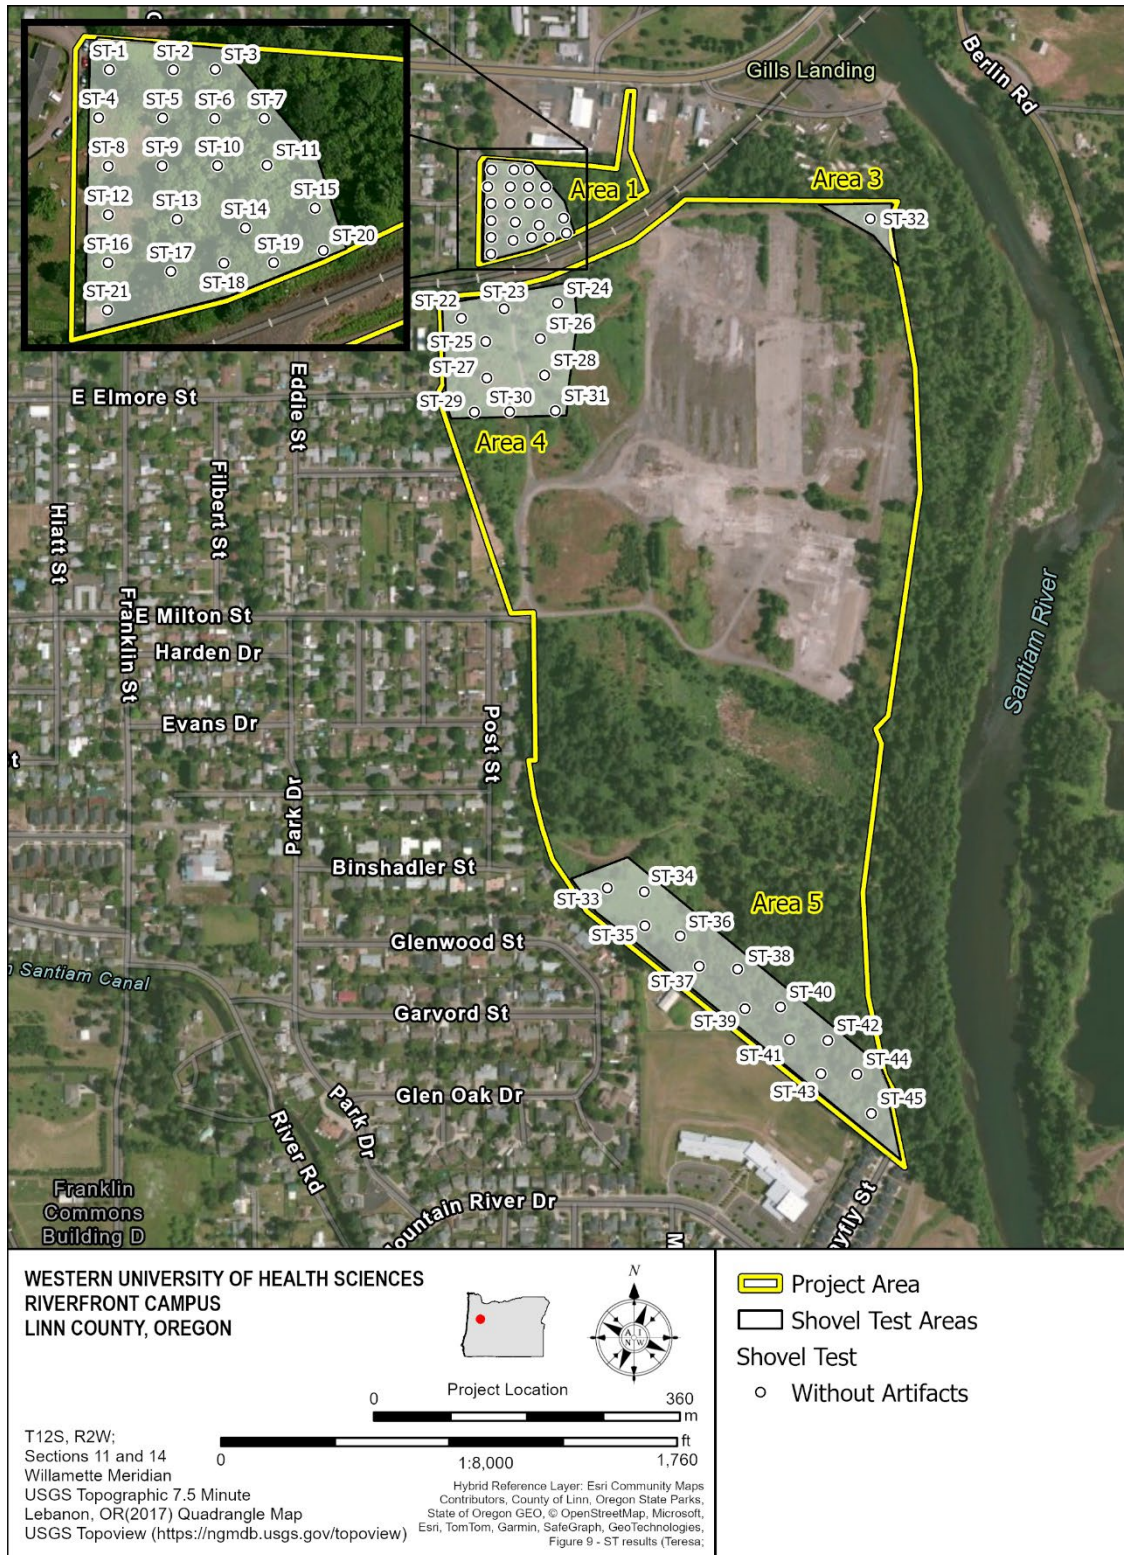 ST-1
ST-2
ST-3
ST-4
ST-5
ST-6
ST-7
ST-8
ST-9
ST-10
ST-11
ST-12
ST-13
ST-14
ST-15
ST-16
ST-17
ST-18
ST-19
ST-20
ST-21
Gills Landing
Berlin Rd
Area 1
Area 3
ST-32
ST-22
ST-23
ST-24
ST-25
ST-26
ST-27
ST-28
ST-29
ST-30
ST-31
Area 4
E Elmore St
Eddie St
Filbert St
Hiatt St
Franklin St
E Milton St
Harden Dr
Evans Dr
Post St
Park Dr
Santiam River
Binshadler St
ST-33
ST-34
Area 5
ST-35
ST-36
ST-37
ST-38
ST-39
ST-40
ST-41
ST-42
ST-43
ST-44
ST-45
Glenwood St
Santiam Canal
Garvord St
Glen Oak Dr
Park Dr
River Rd
Franklin
Commons
Building D
ountain River Dr
yfly St
M
WESTERN UNIVERSITY OF HEALTH SCIENCES
RIVERFRONT CAMPUS
LINN COUNTY, OREGON
Project Location
N
A I
N W
0 360
m
ft
0 1:8,000 1,760
T12S, R2W;
Sections 11 and 14
Willamette Meridian
USGS Topographic 7.5 Minute
Lebanon, OR(2017) Quadrangle Map
USGS Topoview (https://ngmdb.usgs.gov/topoview)
Hybrid Reference Layer: Esri Community Maps
Contributors, County of Linn, Oregon State Parks,
State of Oregon GEO, © OpenStreetMap, Microsoft,
Esri, TomTom, Garmin, SafeGraph, GeoTechnologies,
Figure 9 - ST results (Teresa;
Project Area
Shovel Test Areas
Shovel Test
Without Artifacts